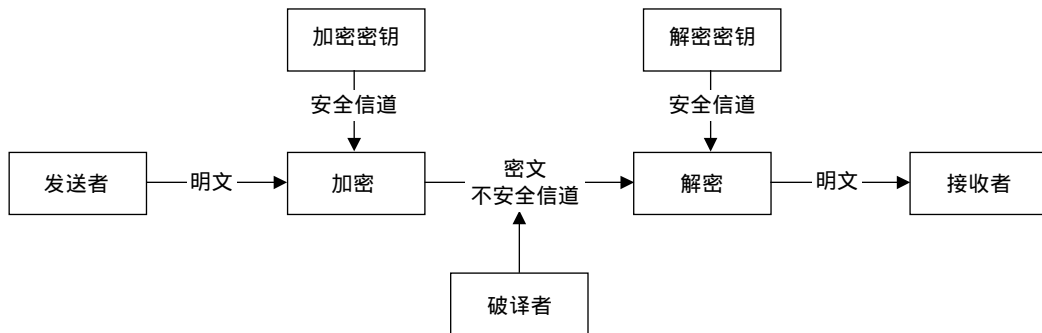 加密密钥
解密密钥
安全信道
安全信道
发送者
明文
加密
密文
不安全信道
解密
明文
接收者
破译者